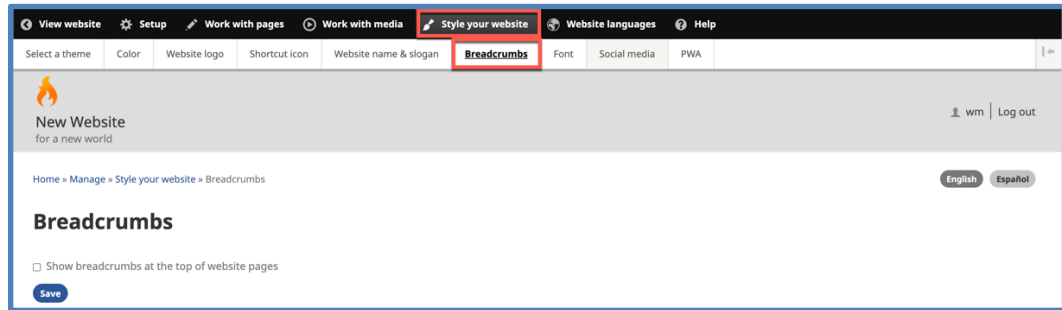 View website Setup Work with pages Work with media Style your website Website languages Help
Select a theme Color Website logo Shortcut icon Website name & slogan Breadcrumbs Font Social media PWA
New Website
for a new world
wm Log out
Home » Manage » Style your website » Breadcrumbs
English Español
Breadcrumbs
Show breadcrumbs at the top of website pages
Save